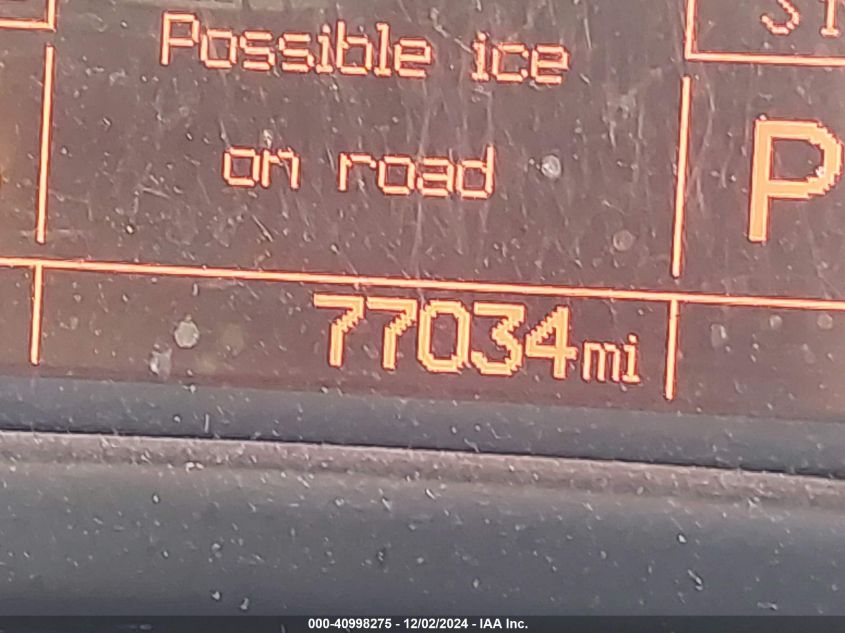 Possible ice
on road
P
77034mi
000-40998275 - 12/02/2024 - IAA Inc.